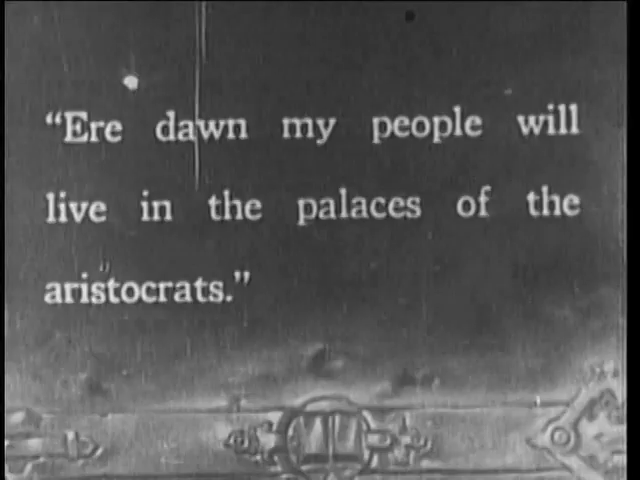 “Ere dawn my people will
live in the palaces of the
aristocrats.”